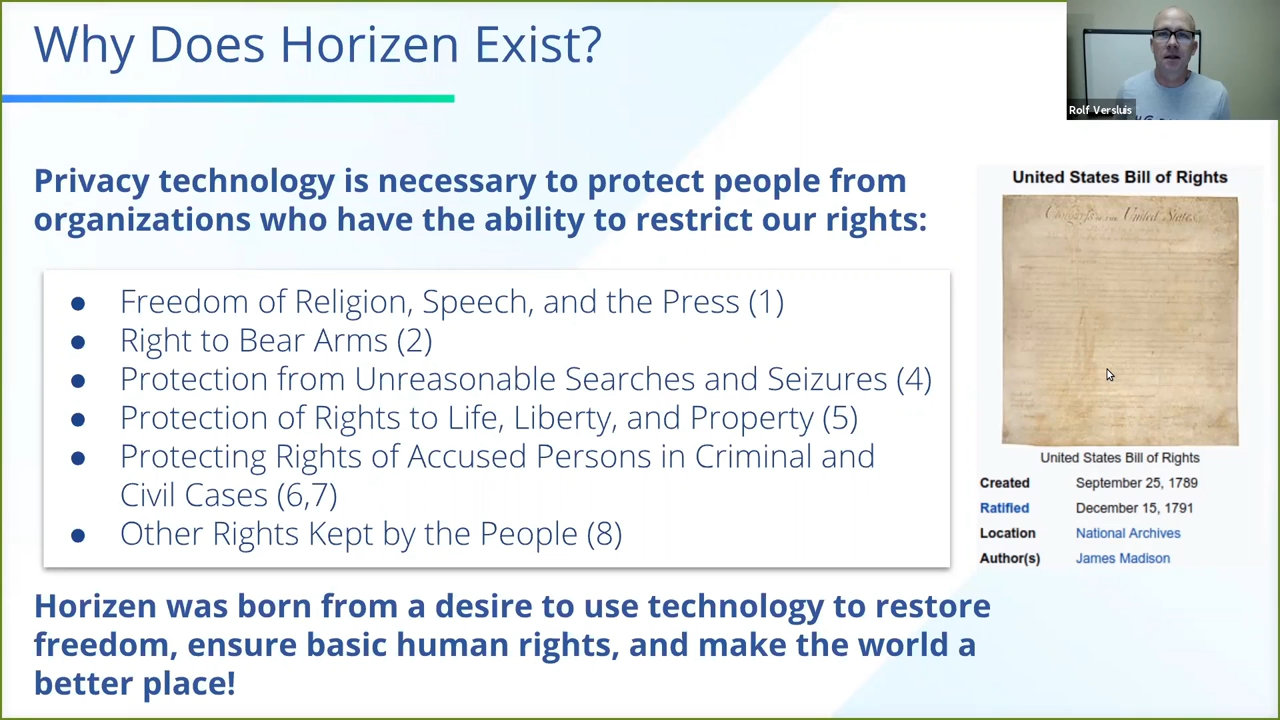 Why Does Horizen Exist?
Rolf Versluis
Privacy technology is necessary to protect people from
organizations who have the ability to restrict our rights:
● Freedom of Religion, Speech, and the Press (1)
● Right to Bear Arms (2)
● Protection from Unreasonable Searches and Seizures (4)
● Protection of Rights to Life, Liberty, and Property (5)
● Protecting Rights of Accused Persons in Criminal and
Civil Cases (6,7)
● Other Rights Kept by the People (8)
Horizen was born from a desire to use technology to restore
freedom, ensure basic human rights, and make the world a
better place!
United States Bill of Rights
Congress of the United States
United States Bill of Rights
Created September 25, 1789
Ratified December 15, 1791
Location National Archives
Author(s) James Madison